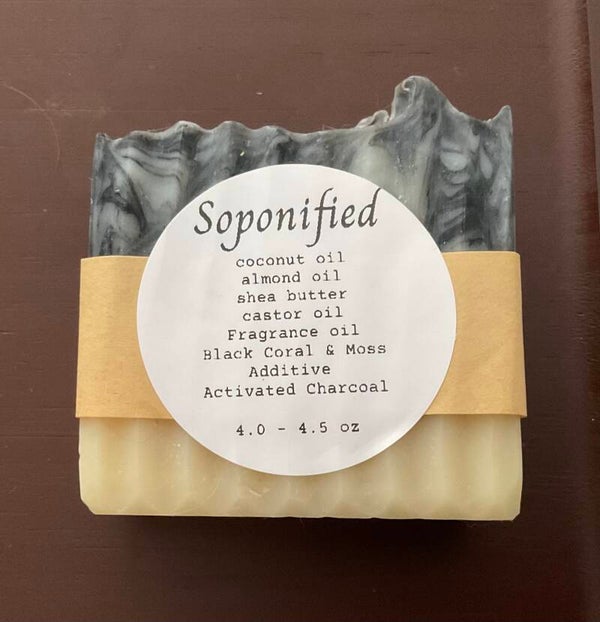 Soponified
coconut oil
almond oil
shea butter
castor oil
Fragrance oil
Black Coral & Moss
Additive
Activated Charcoal
4.0 - 4.5 oz